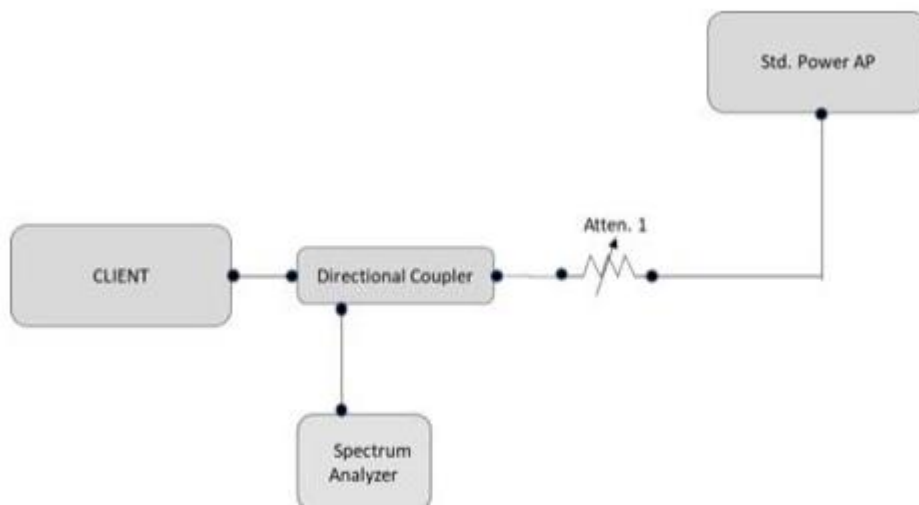 Std. Power AP
Atten. 1
CLIENT
Directional Coupler
Spectrum
Analyzer